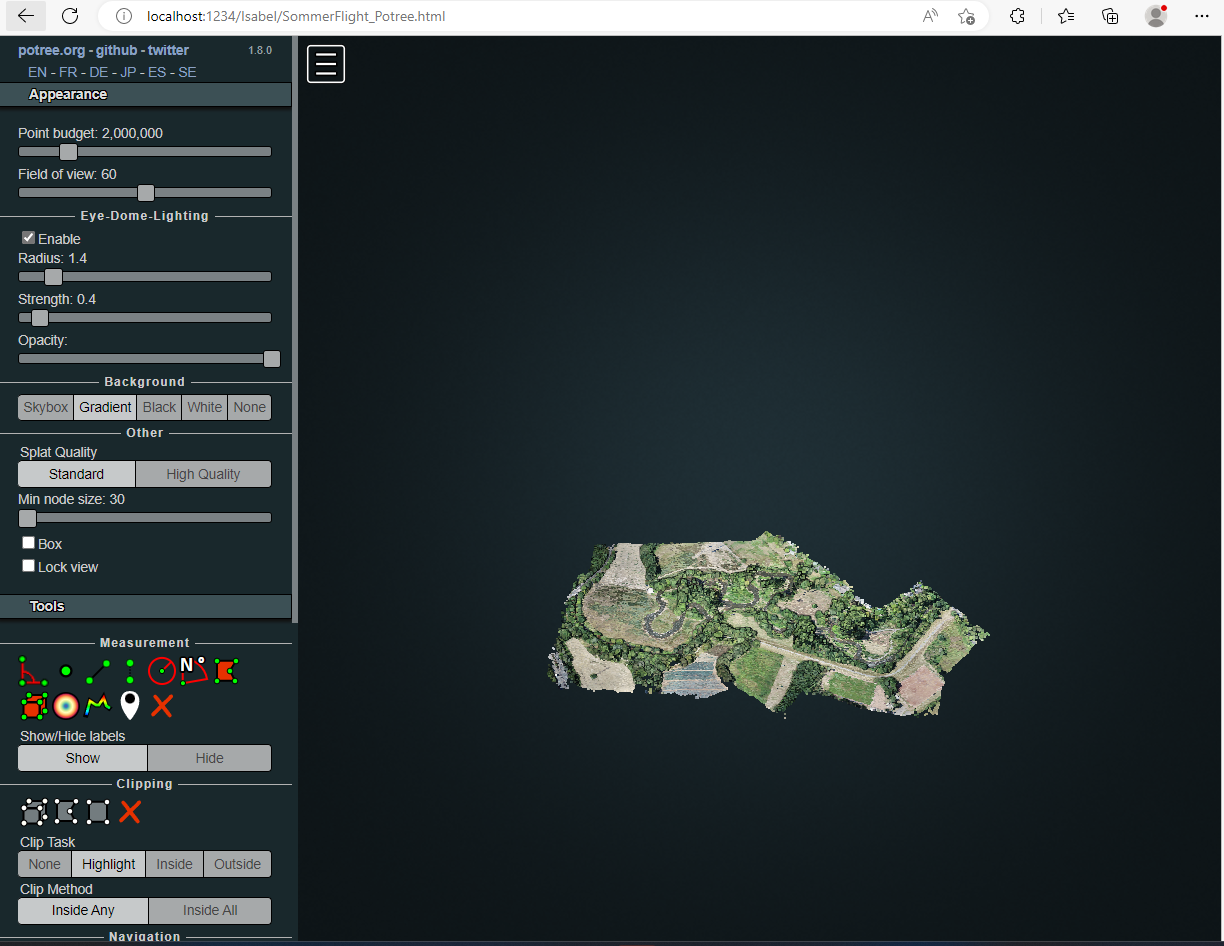 localhost:1234/Isabel/SommerFlight_Potree.html
potree.org - github - twitter 1.8.0
EN - FR - DE - JP - ES - SE
Appearance
Point budget: 2,000,000
Field of view: 60
Eye-Dome-Lighting
Enable
Radius: 1.4
Strength: 0.4
Opacity:
Background
Skybox Gradient Black White None
Other
Splat Quality
Standard High Quality
Min node size: 30
Box
Lock view
Tools
Measurement
N°
Show/Hide labels
Show Hide
Clipping
Clip Task
None Highlight Inside Outside
Clip Method
Inside Any Inside All
Navigation